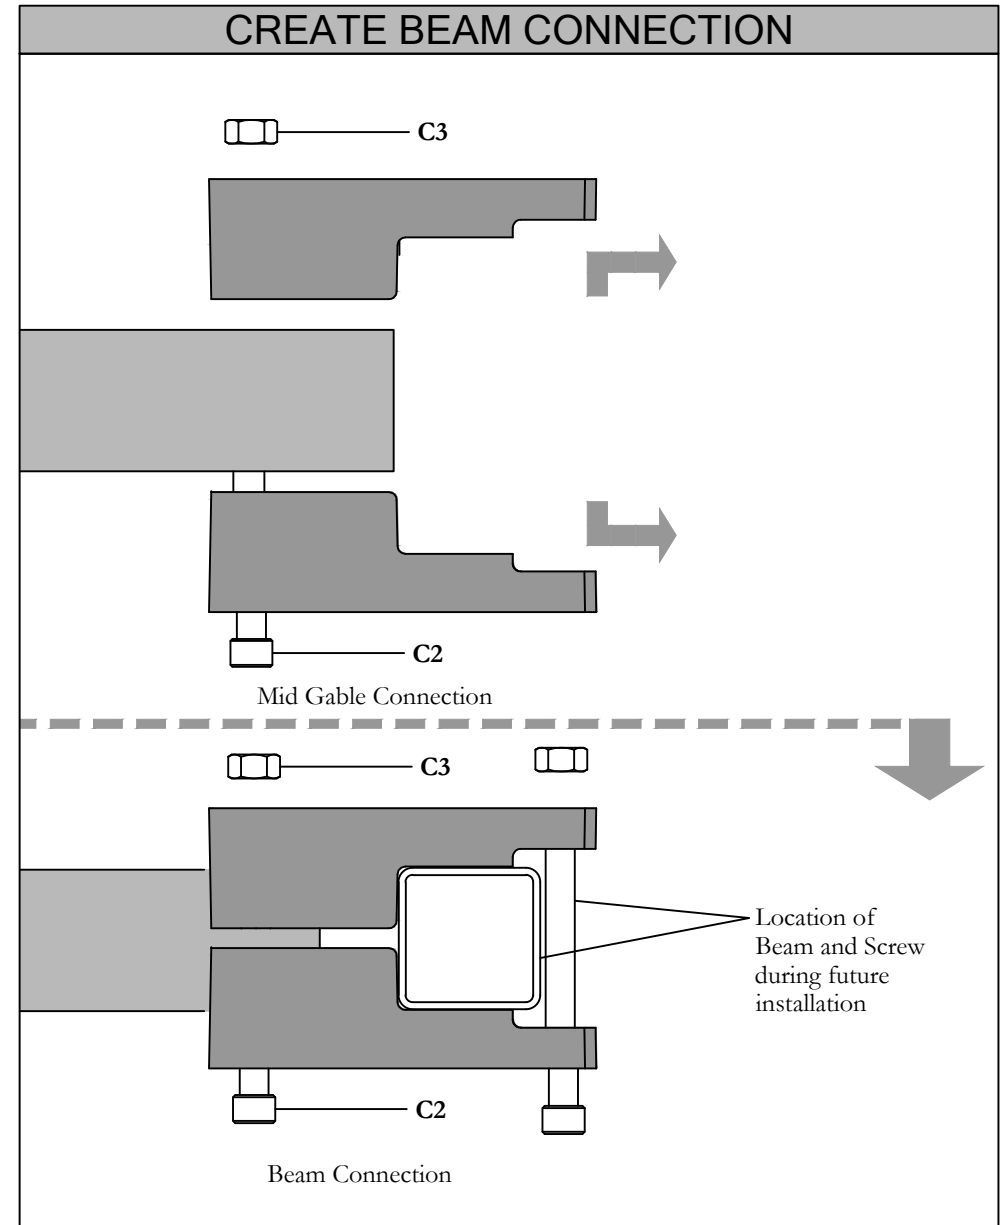 CREATE BEAM CONNECTION
C3
C2
Mid Gable Connection
C3
Location of
Beam and Screw
during future
installation
C2
Beam Connection